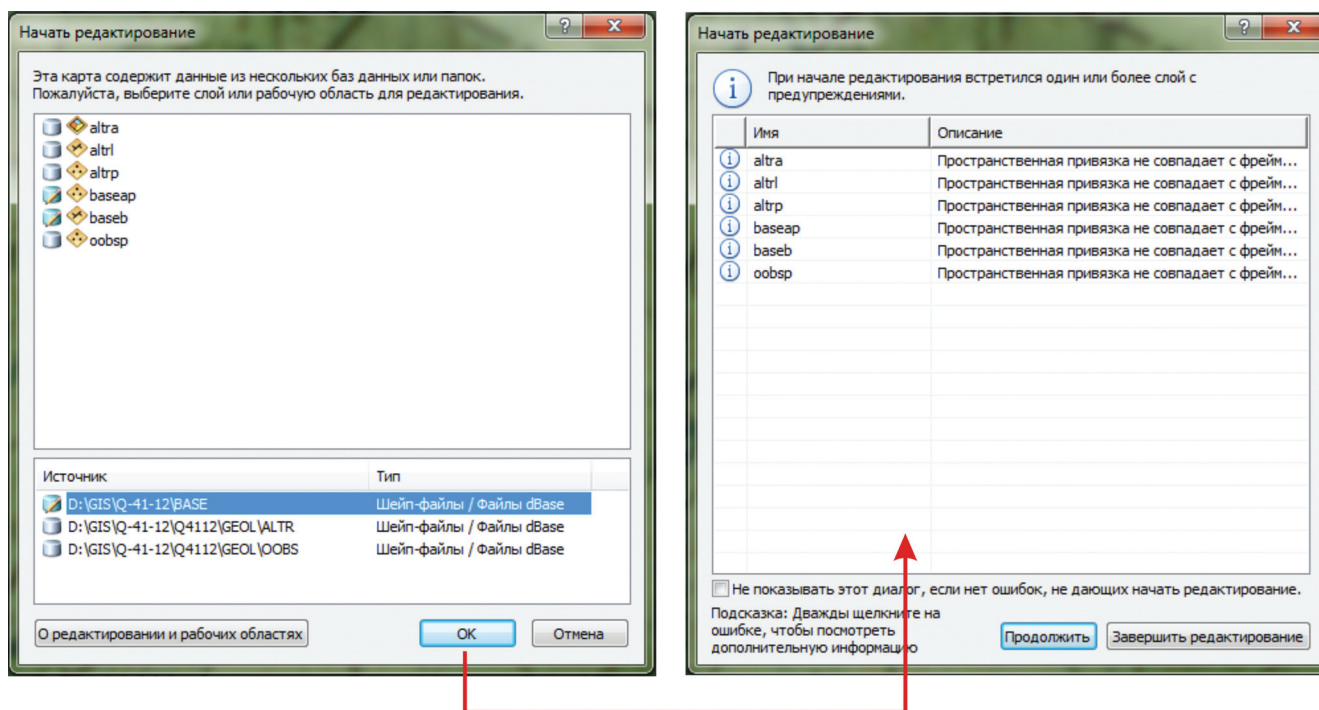 Начать редактирование
Эта карта содержит данные из нескольких баз данных или папок.
Пожалуйста, выберите слой или рабочую область для редактирования.
altra
altrl
altrp
baseap
baseb
oobsp
Источник Тип
D:\GIS\Q-41-12\BASE Шейп-файлы / Файлы dBase
D:\GIS\Q-41-12\Q4112\GEOL\ALTR Шейп-файлы / Файлы dBase
D:\GIS\Q-41-12\Q4112\GEOL\OOBS Шейп-файлы / Файлы dBase
О редактировании и рабочих областях OK Отмена
Начать редактирование
При начале редактирования встретился один или более слой с
предупреждениями.
Имя Описание
altra Пространственная привязка не совпадает с фрейм...
altrl Пространственная привязка не совпадает с фрейм...
altrp Пространственная привязка не совпадает с фрейм...
baseap Пространственная привязка не совпадает с фрейм...
baseb Пространственная привязка не совпадает с фрейм...
oobsp Пространственная привязка не совпадает с фрейм...
Не показывать этот диалог, если нет ошибок, не дающих начать редактирование.
Подсказка: Дважды щелкните на
ошибке, чтобы посмотреть
дополнительную информацию
Продолжить Завершить редактирование